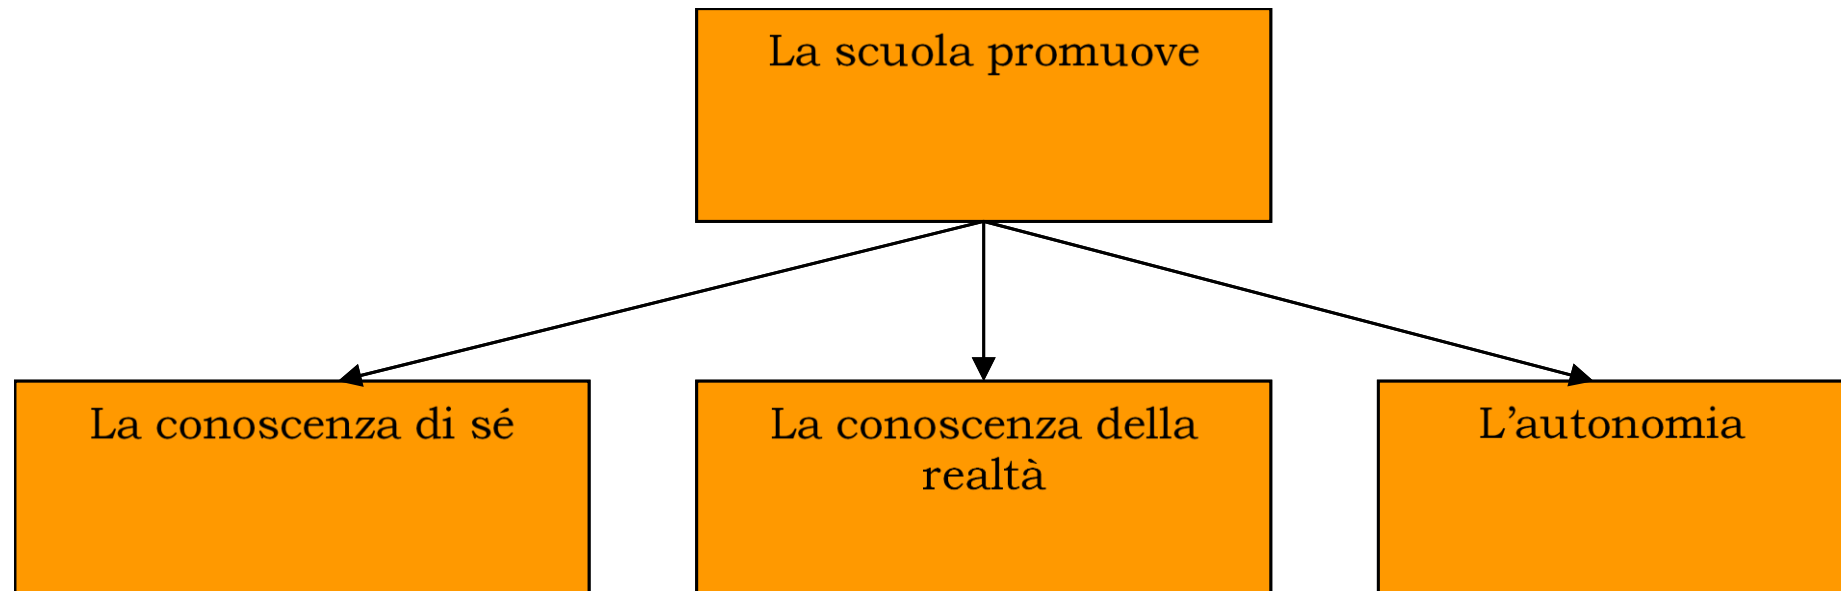 La scuola promuove
La conoscenza di sé
La conoscenza della
realtà
L’autonomia